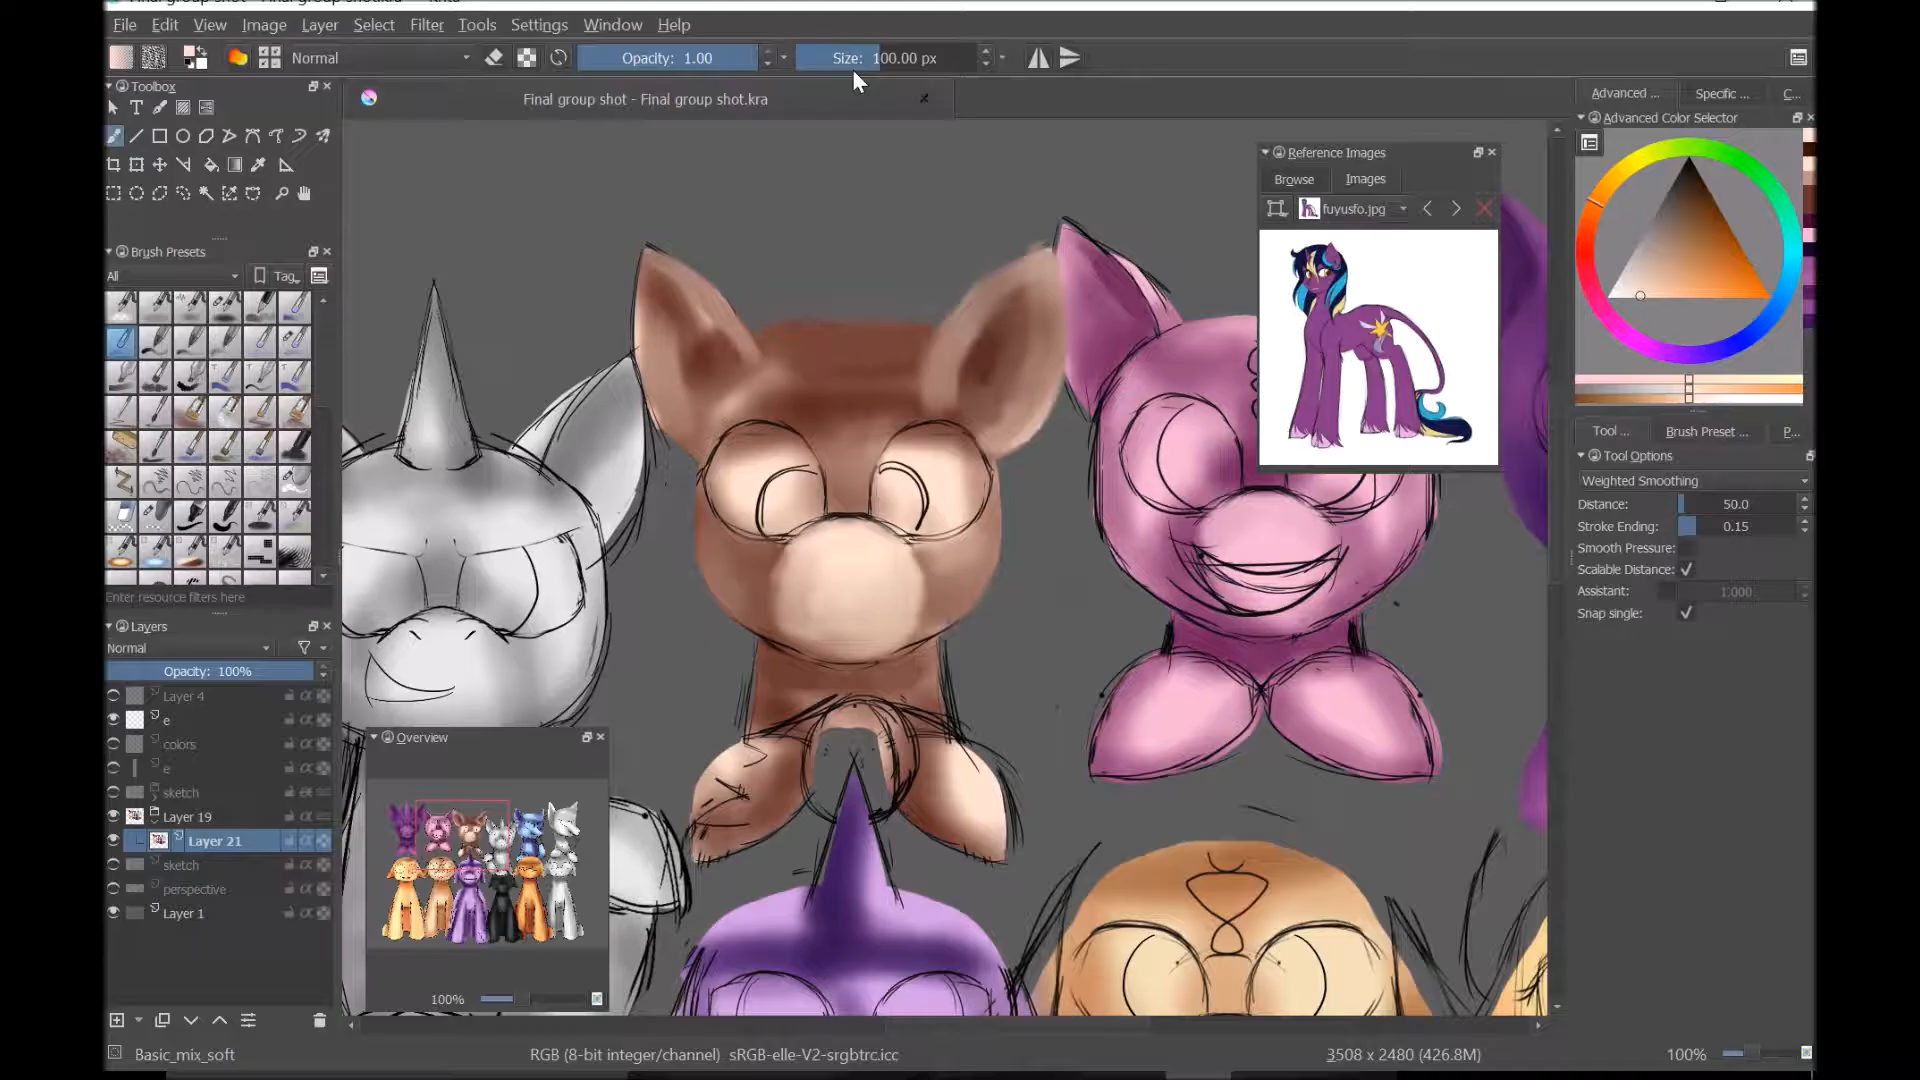 File Edit View Image Layer Select Filter Tools Settings Window Help
Normal
Opacity: 1.00
Size: 100.00 px
Toolbox
Final group shot - Final group shot.kra
Brush Presets
All
Tag
Enter resource filters here
Layers
Normal
Opacity: 100%
Layer 4
e
colors
e
sketch
Layer 19
Layer 21
sketch
perspective
Layer 1
Overview
100%
Reference Images
Browse Images
fuyusfo.jpg
Advanced ... Specific ... C...
Advanced Color Selector
Tool ... Brush Preset ... P...
Tool Options
Weighted Smoothing
Distance: 50.0
Stroke Ending: 0.15
Smooth Pressure:
Scalable Distance:
Assistant: 1.000
Snap single:
Basic_mix_soft
RGB (8-bit integer/channel) sRGB-elle-V2-srgbtrc.icc
3508 x 2480 (426.8M)
100%